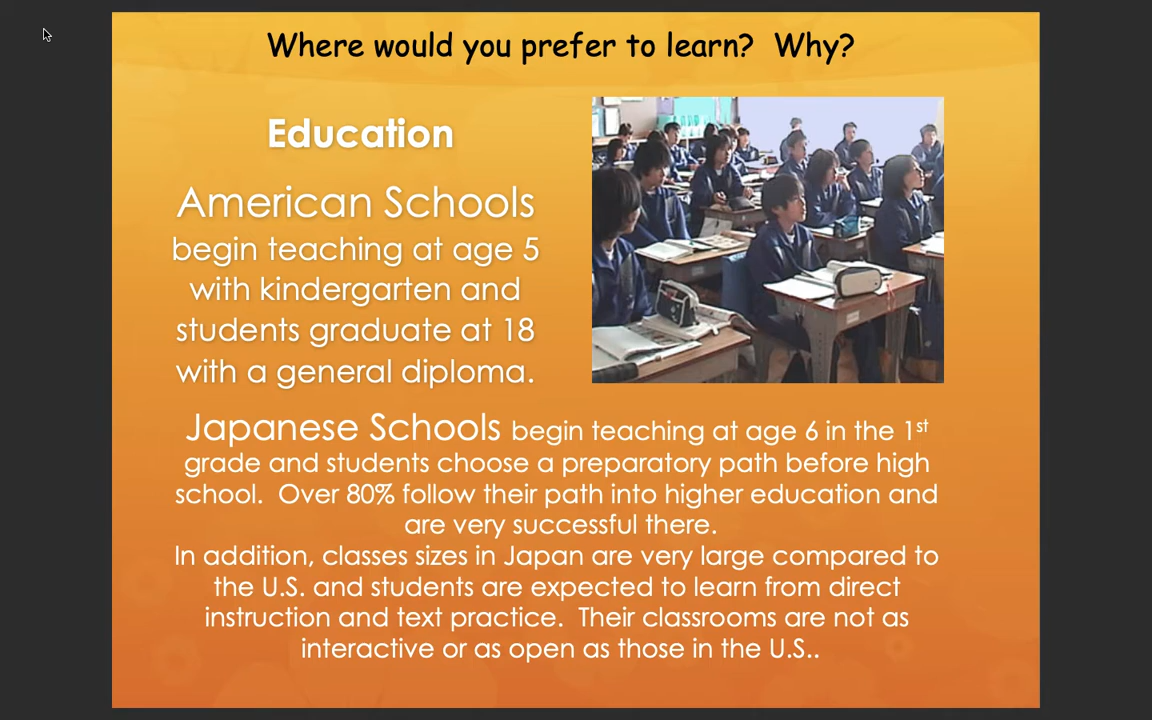 Where would you prefer to learn?  Why?
Education
American Schools
begin teaching at age 5
with kindergarten and
students graduate at 18
with a general diploma.
Japanese Schools begin teaching at age 6 in the 1st
grade and students choose a preparatory path before high
school.  Over 80% follow their path into higher education and
are very successful there.
In addition, classes sizes in Japan are very large compared to
the U.S. and students are expected to learn from direct
instruction and text practice.  Their classrooms are not as
interactive or as open as those in the U.S..